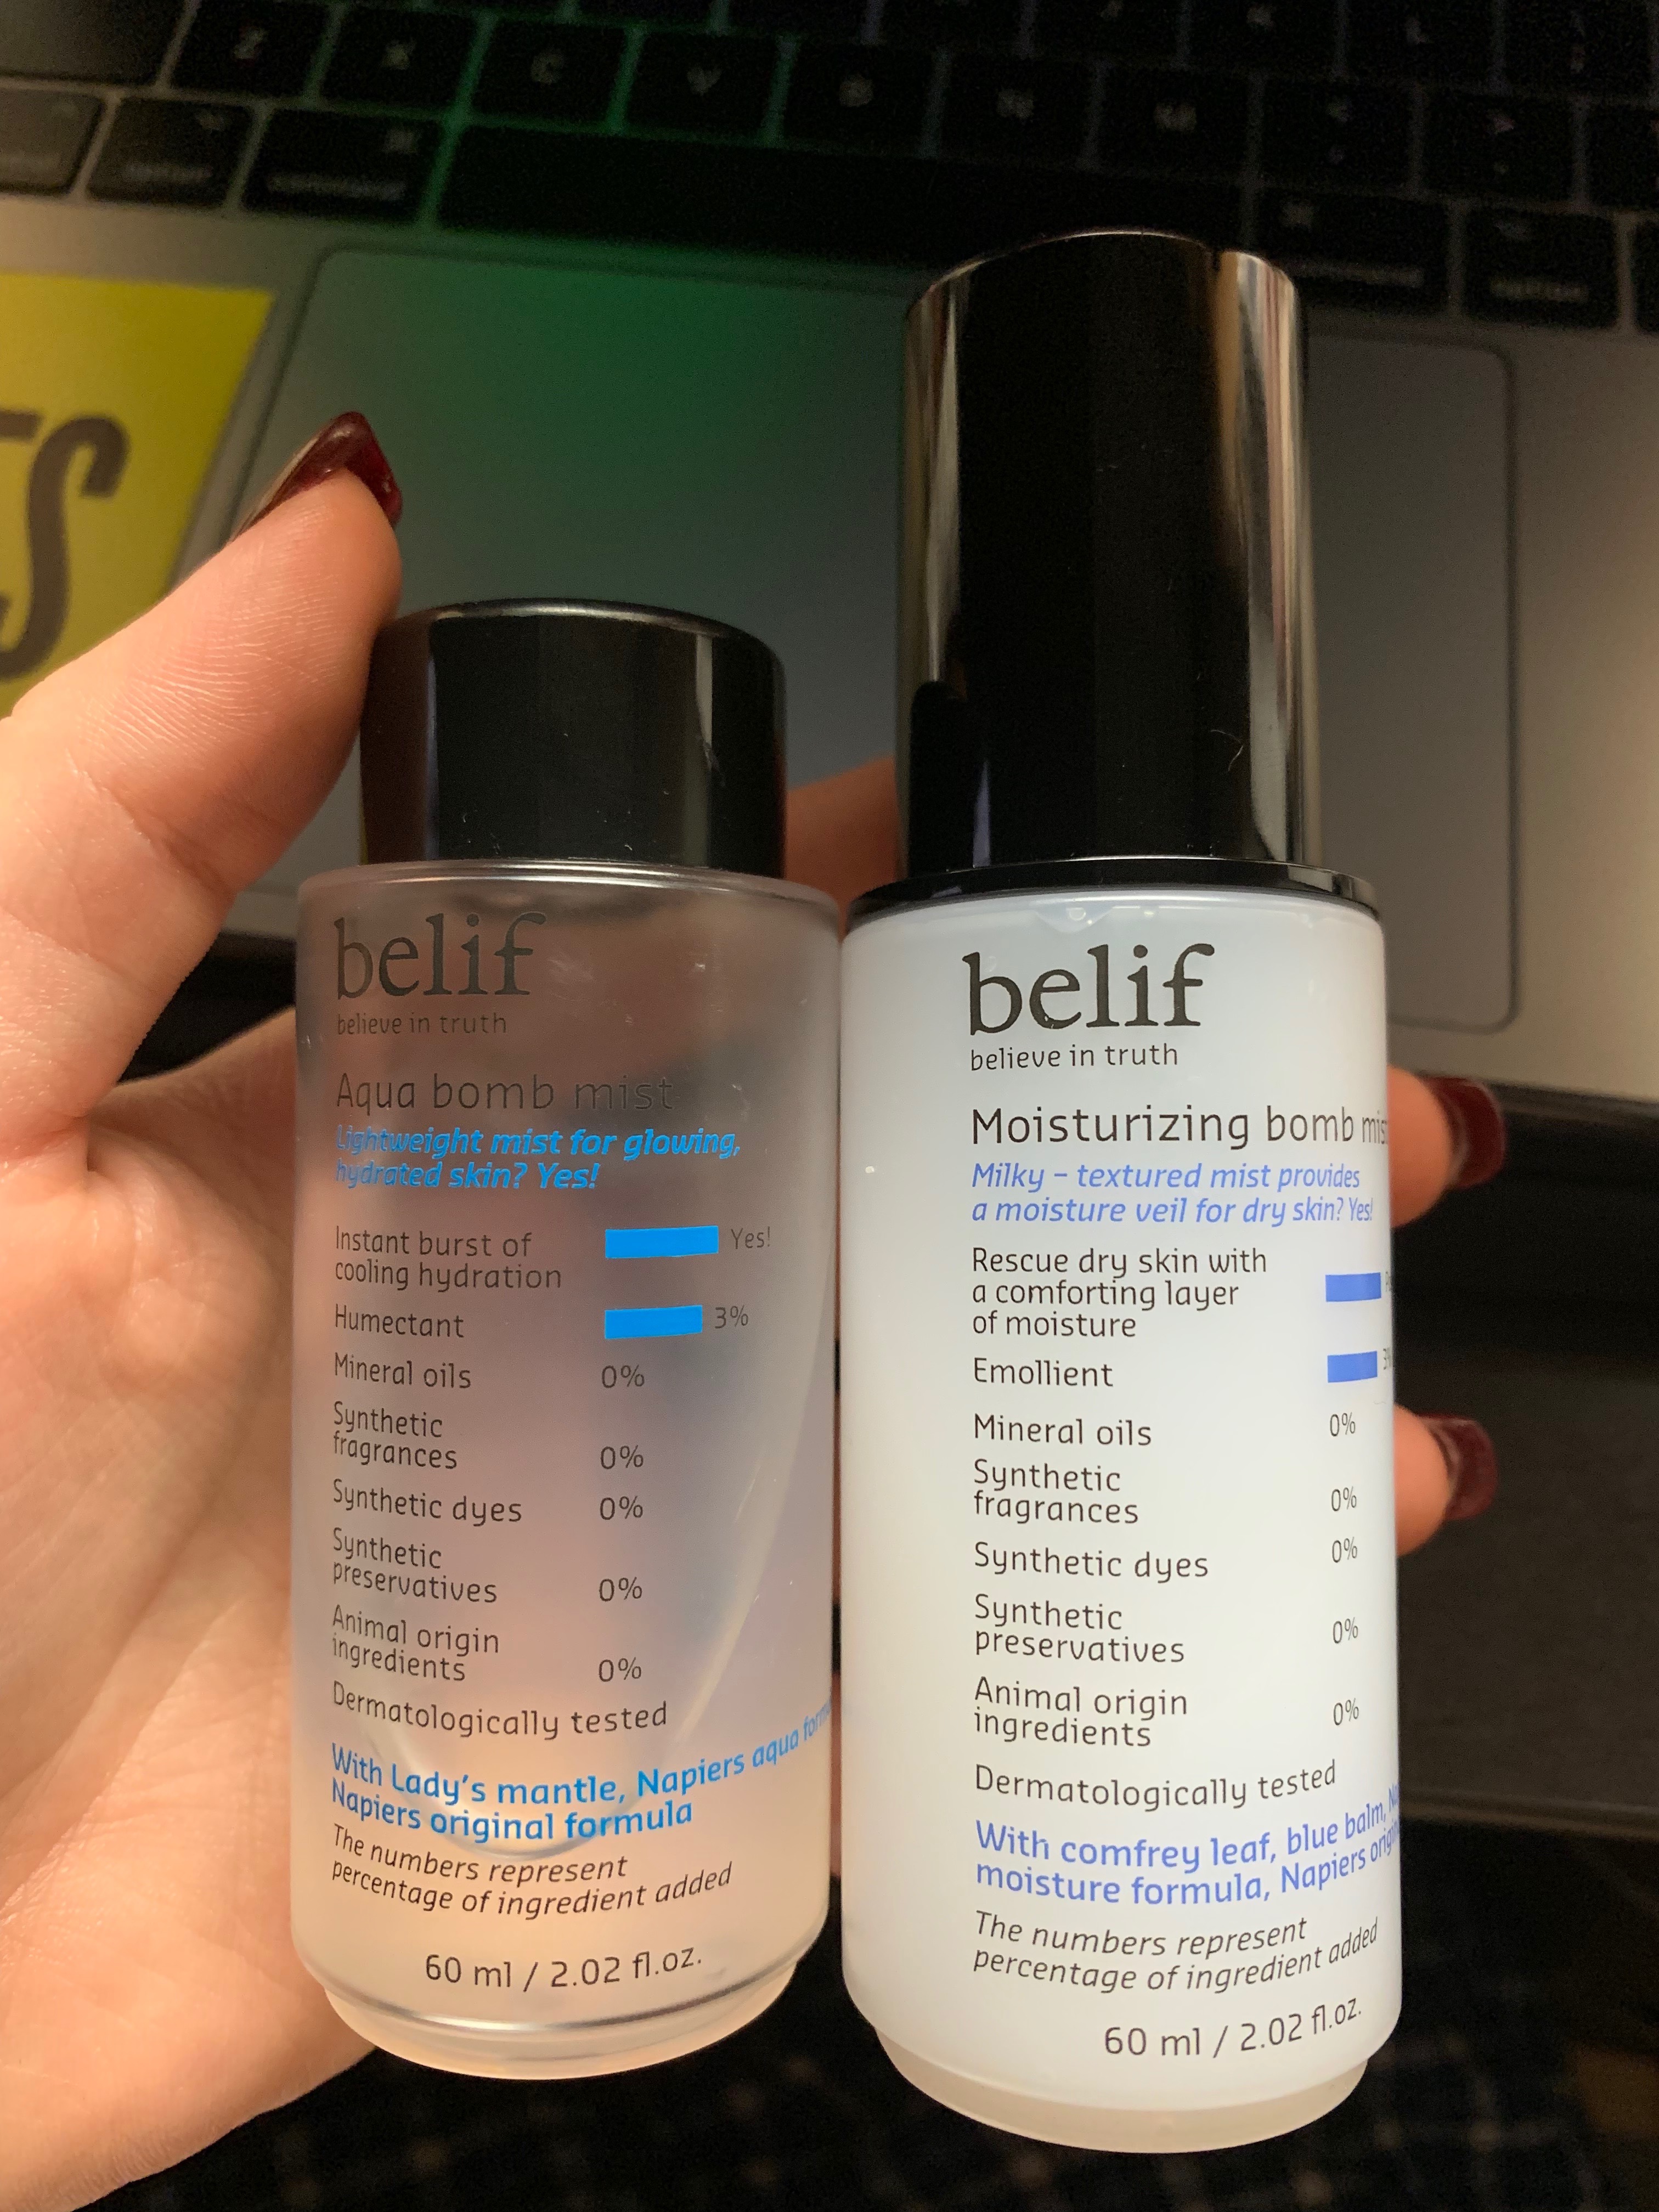 Z X C V B N M
TS
belif
believe in truth
Aqua bomb mist
Lightweight mist for glowing,
hydrated skin? Yes!
Instant burst of
cooling hydration Yes!
Humectant 3%
Mineral oils 0%
Synthetic
fragrances 0%
Synthetic dyes 0%
Synthetic
preservatives 0%
Animal origin
ingredients 0%
Dermatologically tested
With Lady's mantle, Napiers aqua
Napiers original formula
The numbers represent
percentage of ingredient added
60 ml / 2.02 fl.oz.
belif
believe in truth
Moisturizing bomb mis
Milky – textured mist provides
a moisture veil for dry skin? Yes!
Rescue dry skin with
a comforting layer
of moisture
Emollient
Mineral oils 0%
Synthetic
fragrances 0%
Synthetic dyes 0%
Synthetic
preservatives 0%
Animal origin
ingredients 0%
Dermatologically tested
With comfrey leaf, blue balm,
moisture formula, Napiers
The numbers represent
percentage of ingredient added
60 ml / 2.02 fl.oz.